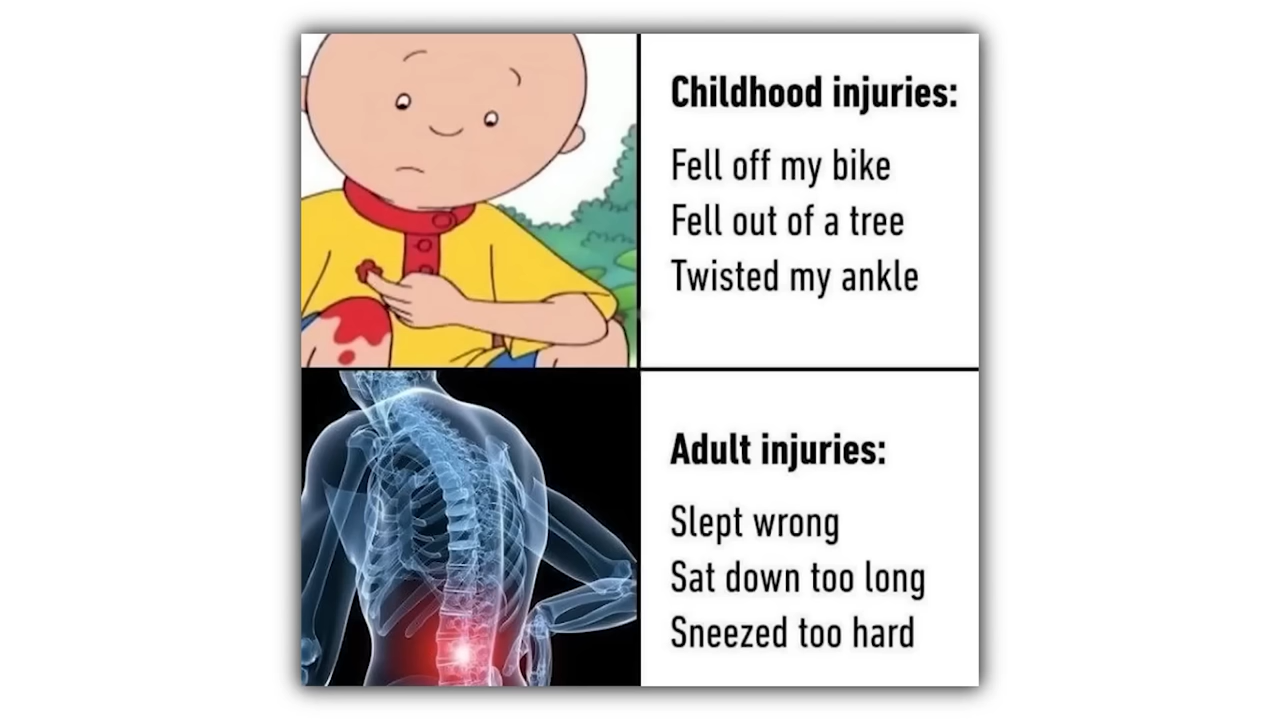 Childhood injuries:
Fell off my bike
Fell out of a tree
Twisted my ankle
Adult injuries:
Slept wrong
Sat down too long
Sneezed too hard